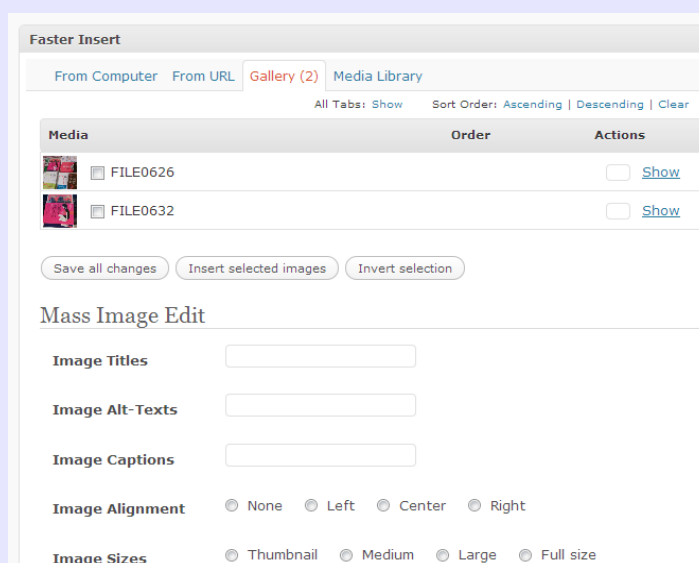 Faster Insert
From Computer From URL Gallery (2) Media Library
All Tabs: Show Sort Order: Ascending | Descending | Clear
Media Order Actions
FILE0626 Show
FILE0632 Show
Save all changes Insert selected images Invert selection
Mass Image Edit
Image Titles
Image Alt-Texts
Image Captions
Image Alignment None Left Center Right
Image Sizes Thumbnail Medium Large Full size